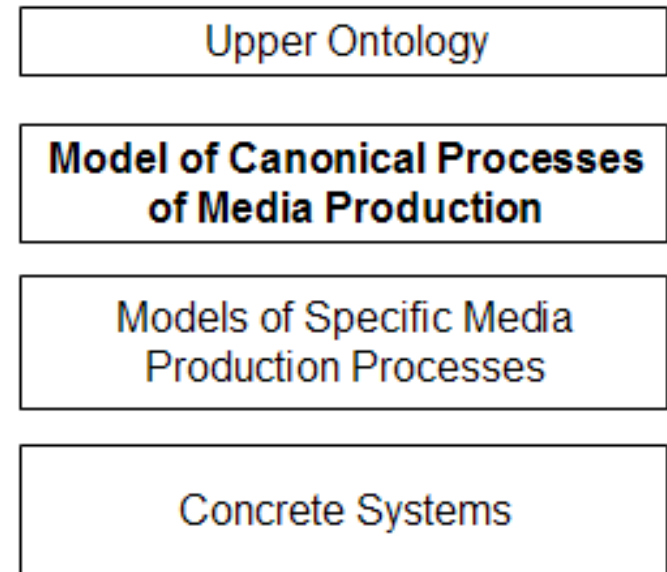 Upper Ontology
Model of Canonical Processes
of Media Production
Models of Specific Media
Production Processes
Concrete Systems